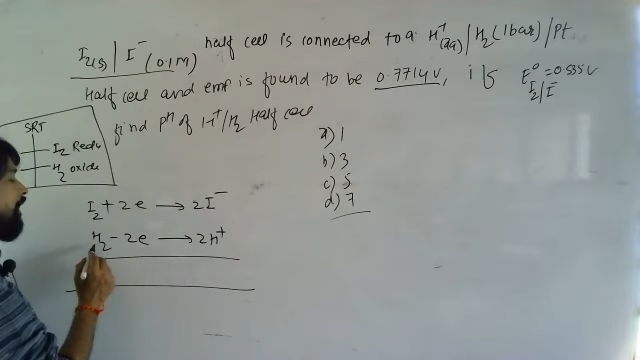 I2(s) | I⁻ (0.1M) half cell is connected to a H⁺(aq) / H2 (1bar) / Pt
Half cell and emf is found to be 0.7714V, if E° I2/I⁻ = 0.535V
find pH of H⁺/H2 Half cell
a) 1
b) 3
c) 5
d) 7
SRT
I2 Redu
H2 oxide
I2 + 2e ⟶ 2I⁻
H2 - 2e ⟶ 2H⁺